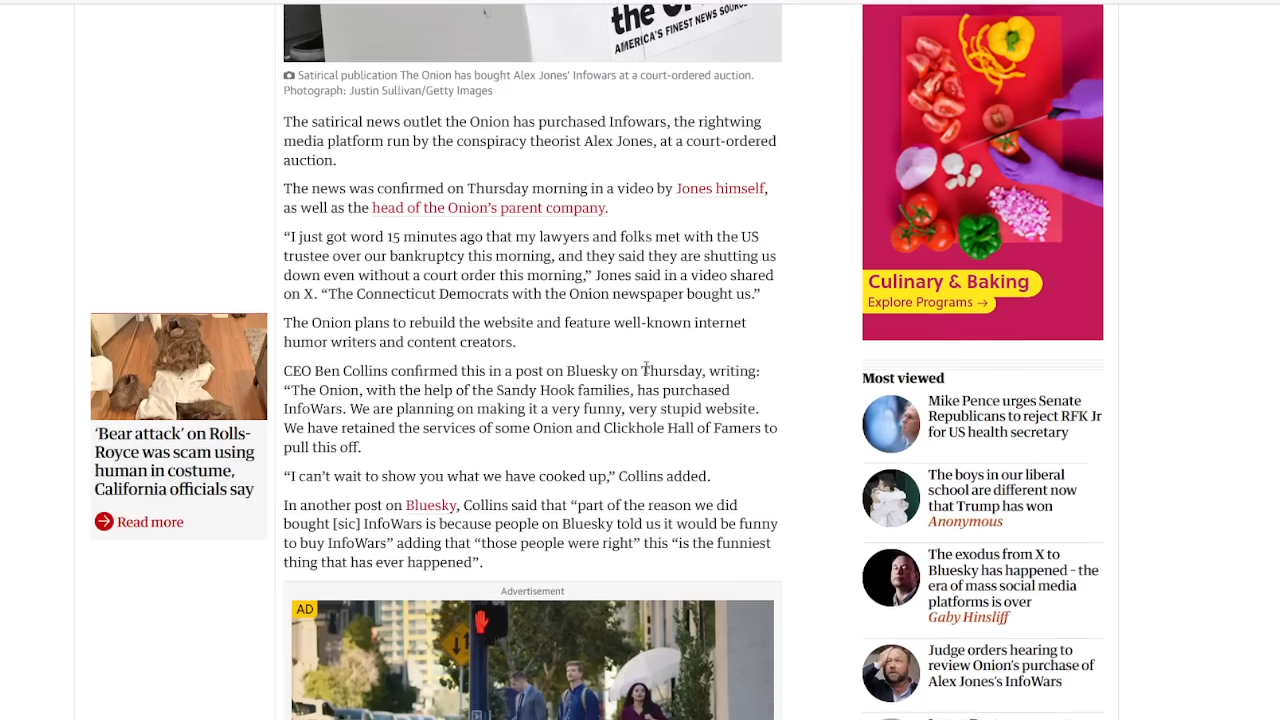 the
AMERICA'S FINEST NEWS SOURCE
Satirical publication The Onion has bought Alex Jones’ Infowars at a court-ordered auction.
Photograph: Justin Sullivan/Getty Images
The satirical news outlet the Onion has purchased Infowars, the rightwing
media platform run by the conspiracy theorist Alex Jones, at a court-ordered
auction.
The news was confirmed on Thursday morning in a video by Jones himself,
as well as the head of the Onion’s parent company.
“I just got word 15 minutes ago that my lawyers and folks met with the US
trustee over our bankruptcy this morning, and they said they are shutting us
down even without a court order this morning,” Jones said in a video shared
on X. “The Connecticut Democrats with the Onion newspaper bought us.”
The Onion plans to rebuild the website and feature well-known internet
humor writers and content creators.
CEO Ben Collins confirmed this in a post on Bluesky on Thursday, writing:
“The Onion, with the help of the Sandy Hook families, has purchased
InfoWars. We are planning on making it a very funny, very stupid website.
We have retained the services of some Onion and Clickhole Hall of Famers to
pull this off.
“I can’t wait to show you what we have cooked up,” Collins added.
In another post on Bluesky, Collins said that “part of the reason we did
bought [sic] InfoWars is because people on Bluesky told us it would be funny
to buy InfoWars” adding that “those people were right” this “is the funniest
thing that has ever happened”.
Advertisement
AD
‘Bear attack’ on Rolls-
Royce was scam using
human in costume,
California officials say
Read more
Culinary & Baking
Explore Programs →
Most viewed
Mike Pence urges Senate
Republicans to reject RFK Jr
for US health secretary
The boys in our liberal
school are different now
that Trump has won
Anonymous
The exodus from X to
Bluesky has happened – the
era of mass social media
platforms is over
Gaby Hinsliff
Judge orders hearing to
review Onion’s purchase of
Alex Jones’s InfoWars